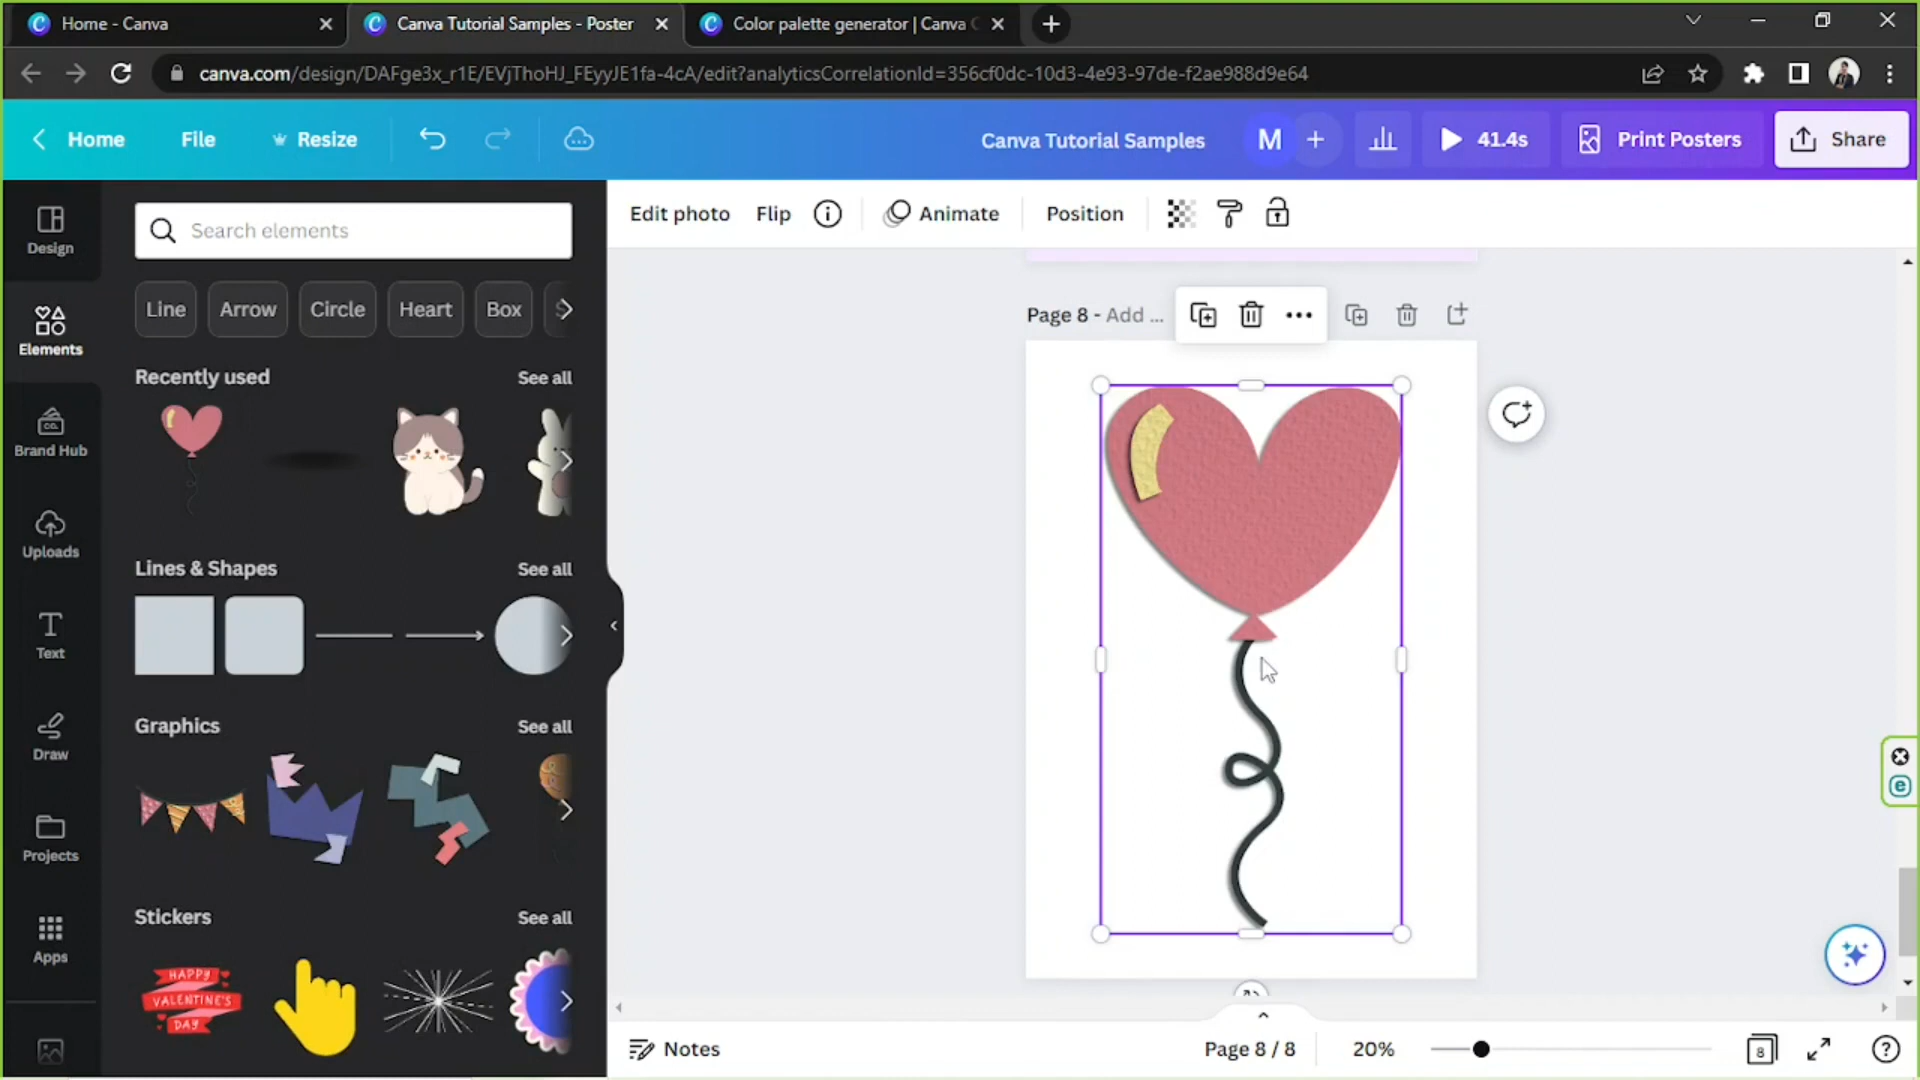 Home - Canva
Canva Tutorial Samples - Poster
Color palette generator | Canva
canva.com/design/DAFge3x_r1E/EVjThoHJ_FEyyJE1fa-4cA/edit?analyticsCorrelationId=356cf0dc-10d3-4e93-97de-f2ae988d9e64
Home
File
Resize
Canva Tutorial Samples
M
41.4s
Print Posters
Share
Design
Elements
Brand Hub
Uploads
Text
Draw
Projects
Apps
Search elements
Line
Arrow
Circle
Heart
Box
Recently used
See all
Lines & Shapes
See all
Graphics
See all
Stickers
See all
HAPPY
VALENTINE'S
DAY
Edit photo
Flip
Animate
Position
Page 8 - Add ...
Notes
Page 8 / 8
20%
8